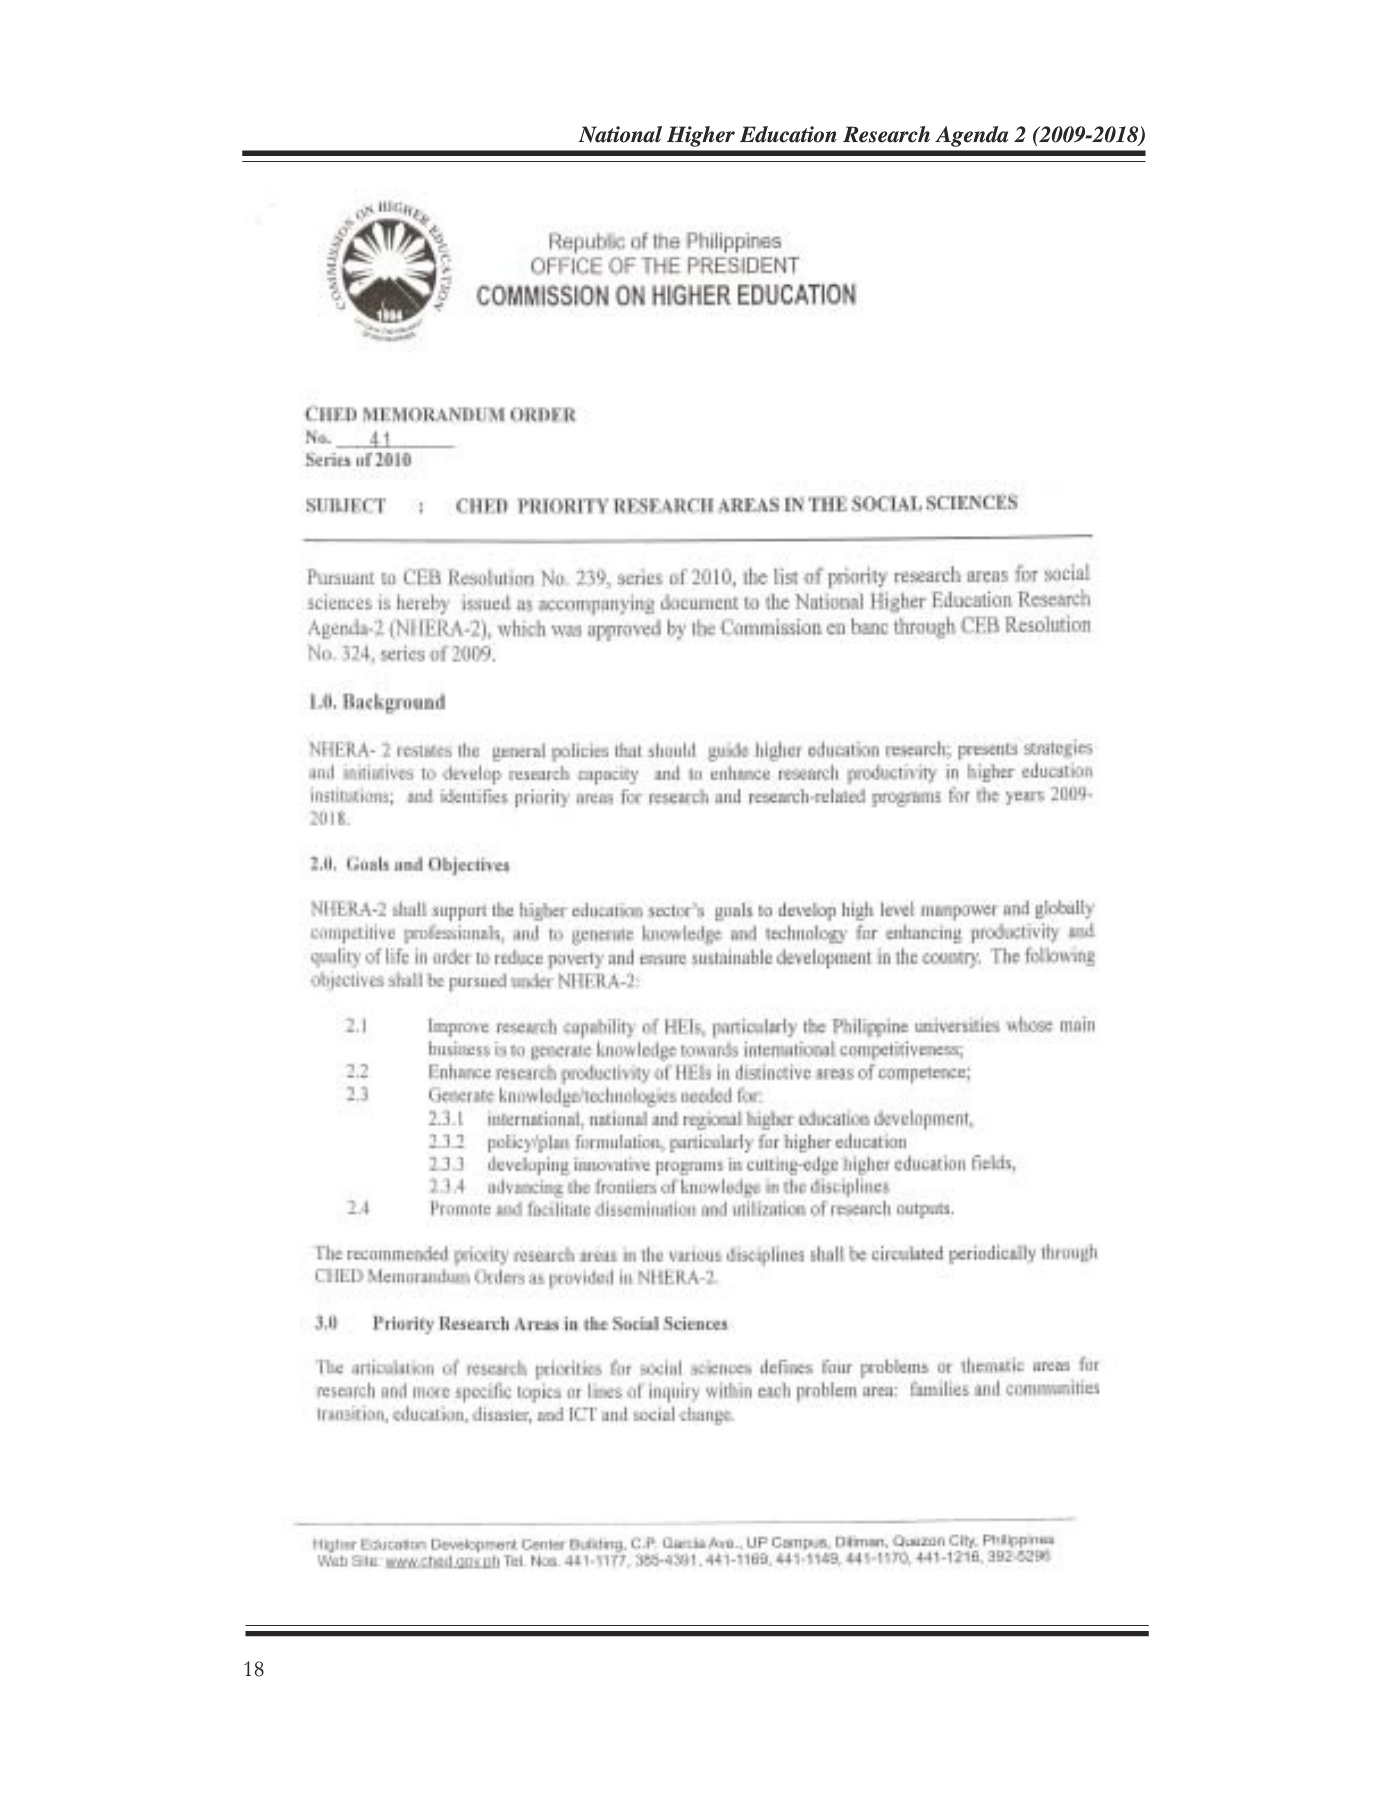 National Higher Education Research Agenda 2 (2009-2018)
COMMISSION ON HIGHER EDUCATION
1994
Republic of the Philippines
OFFICE OF THE PRESIDENT
COMMISSION ON HIGHER EDUCATION
CHED MEMORANDUM ORDER
No. 41
Series of 2010
SUBJECT : CHED PRIORITY RESEARCH AREAS IN THE SOCIAL SCIENCES
Pursuant to CEB Resolution No. 239, series of 2010, the list of priority research areas for social
sciences is hereby issued as accompanying document to the National Higher Education Research
Agenda-2 (NHERA-2), which was approved by the Commission en banc through CEB Resolution
No. 324, series of 2009.
1.0. Background
NHERA- 2 restates the general policies that should guide higher education research; presents strategies
and initiatives to develop research capacity and to enhance research productivity in higher education
institutions; and identifies priority areas for research and research-related programs for the years 2009-
2018.
2.0. Goals and Objectives
NHERA-2 shall support the higher education sector's goals to develop high level manpower and globally
competitive professionals, and to generate knowledge and technology for enhancing productivity and
quality of life in order to reduce poverty and ensure sustainable development in the country. The following
objectives shall be pursued under NHERA-2:
2.1 Improve research capability of HEIs, particularly the Philippine universities whose main
business is to generate knowledge towards international competitiveness;
2.2 Enhance research productivity of HEIs in distinctive areas of competence;
2.3 Generate knowledge/technologies needed for:
2.3.1 international, national and regional higher education development,
2.3.2 policy/plan formulation, particularly for higher education
2.3.3 developing innovative programs in cutting-edge higher education fields,
2.3.4 advancing the frontiers of knowledge in the disciplines
2.4 Promote and facilitate dissemination and utilization of research outputs.
The recommended priority research areas in the various disciplines shall be circulated periodically through
CHED Memorandum Orders as provided in NHERA-2.
3.0 Priority Research Areas in the Social Sciences
The articulation of research priorities for social sciences defines four problems or thematic areas for
research and more specific topics or lines of inquiry within each problem area: families and communities
transition, education, disaster, and ICT and social change.
Higher Education Development Center Building, C.P. Garcia Ave., UP Campus, Diliman, Quezon City, Philippines
Web Site: www.ched.gov.ph Tel. Nos. 441-1177, 385-4391, 441-1169, 441-1149, 441-1170, 441-1216, 392-5296
18